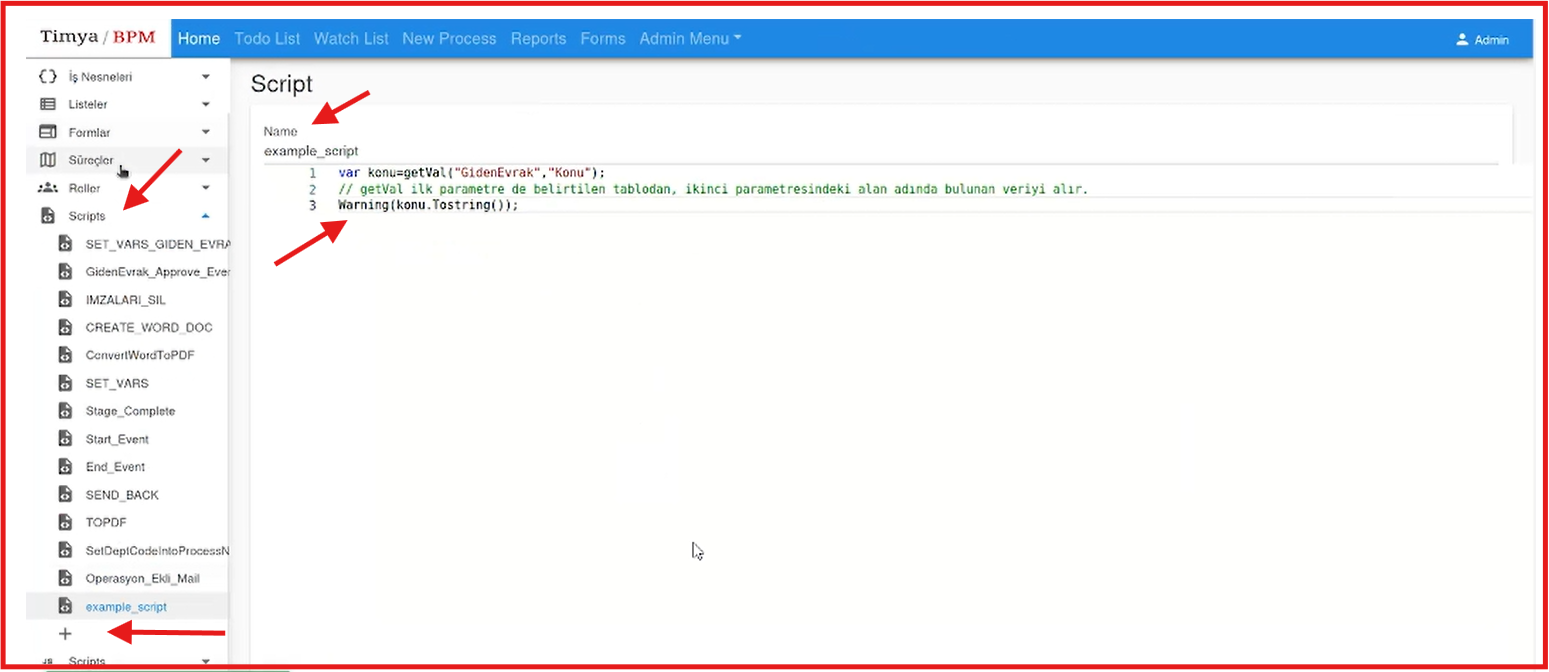 Timya / BPM Home Todo List Watch List New Process Reports Forms Admin Menu Admin
İş Nesneleri
Listeler
Formlar
Süreçler
Roller
Scripts
SET_VARS_GIDEN_EVRA
GidenEvrak_Approve_Ever
IMZALARI_SIL
CREATE_WORD_DOC
ConvertWordToPDF
SET_VARS
Stage_Complete
Start_Event
End_Event
SEND_BACK
TOPDF
SetDeptCodeIntoProcessN
Operasyon_Ekli_Mail
example_script
+
JS Scripts
Script
Name
example_script
1 var konu=getVal("GidenEvrak","Konu");
2 // getVal ilk parametre de belirtilen tablodan, ikinci parametresindeki alan adında bulunan veriyi alır.
3 Warning(konu.Tostring());